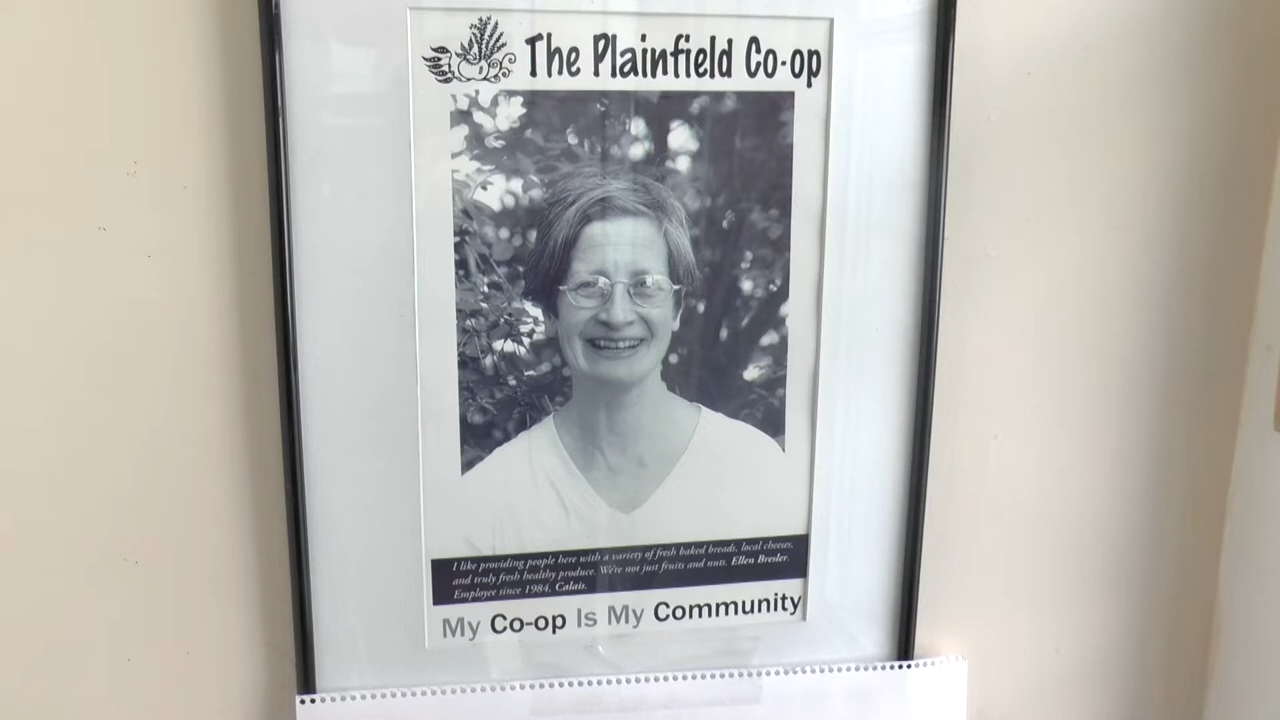 The Plainfield Co-op
I like providing people here with a variety of fresh baked breads, local cheeses,
and truly fresh healthy produce. We're not just fruits and nuts. Ellen Bresler.
Employee since 1984, Calais.
My Co-op Is My Community